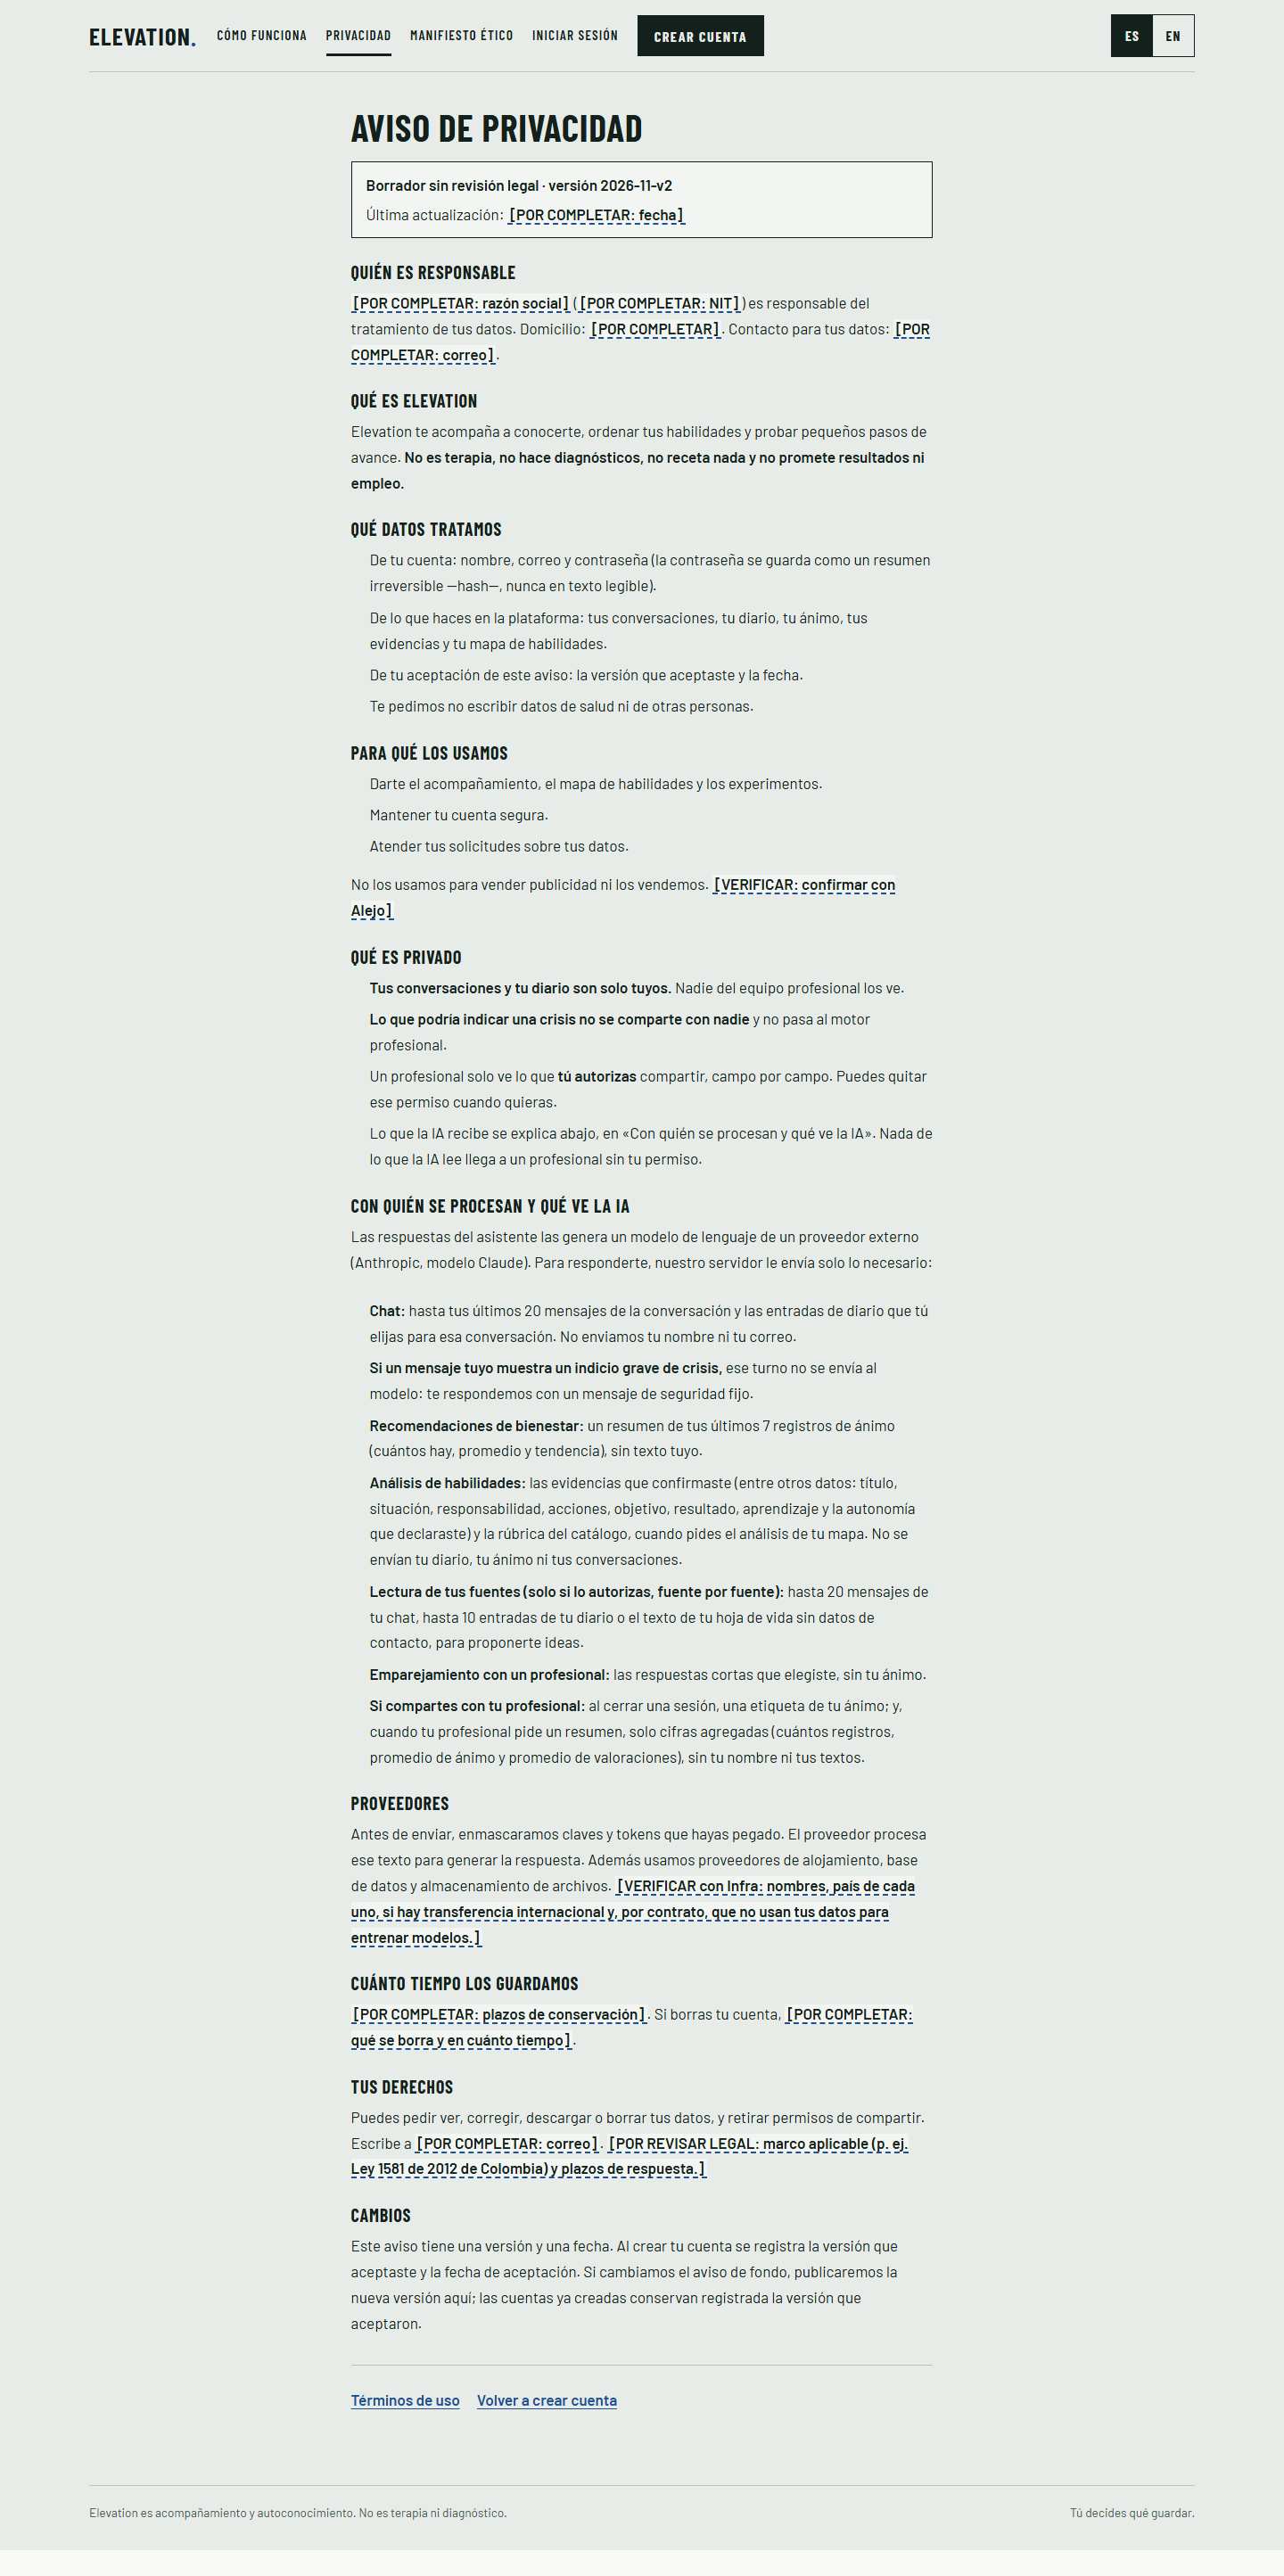 ELEVATION. CÓMO FUNCIONA PRIVACIDAD MANIFIESTO ÉTICO INICIAR SESIÓN CREAR CUENTA ES EN
AVISO DE PRIVACIDAD
Borrador sin revisión legal · versión 2026-11-v2
Última actualización: [POR COMPLETAR: fecha]
QUIÉN ES RESPONSABLE
[POR COMPLETAR: razón social] ( [POR COMPLETAR: NIT] ) es responsable del
tratamiento de tus datos. Domicilio: [POR COMPLETAR] . Contacto para tus datos: [POR
COMPLETAR: correo] .
QUÉ ES ELEVATION
Elevation te acompaña a conocerte, ordenar tus habilidades y probar pequeños pasos de
avance. No es terapia, no hace diagnósticos, no receta nada y no promete resultados ni
empleo.
QUÉ DATOS TRATAMOS
De tu cuenta: nombre, correo y contraseña (la contraseña se guarda como un resumen
irreversible —hash—, nunca en texto legible).
De lo que haces en la plataforma: tus conversaciones, tu diario, tu ánimo, tus
evidencias y tu mapa de habilidades.
De tu aceptación de este aviso: la versión que aceptaste y la fecha.
Te pedimos no escribir datos de salud ni de otras personas.
PARA QUÉ LOS USAMOS
Darte el acompañamiento, el mapa de habilidades y los experimentos.
Mantener tu cuenta segura.
Atender tus solicitudes sobre tus datos.
No los usamos para vender publicidad ni los vendemos. [VERIFICAR: confirmar con
Alejo]
QUÉ ES PRIVADO
Tus conversaciones y tu diario son solo tuyos. Nadie del equipo profesional los ve.
Lo que podría indicar una crisis no se comparte con nadie y no pasa al motor
profesional.
Un profesional solo ve lo que tú autorizas compartir, campo por campo. Puedes quitar
ese permiso cuando quieras.
Lo que la IA recibe se explica abajo, en «Con quién se procesan y qué ve la IA». Nada de
lo que la IA lee llega a un profesional sin tu permiso.
CON QUIÉN SE PROCESAN Y QUÉ VE LA IA
Las respuestas del asistente las genera un modelo de lenguaje de un proveedor externo
(Anthropic, modelo Claude). Para responderte, nuestro servidor le envía solo lo necesario:
Chat: hasta tus últimos 20 mensajes de la conversación y las entradas de diario que tú
elijas para esa conversación. No enviamos tu nombre ni tu correo.
Si un mensaje tuyo muestra un indicio grave de crisis, ese turno no se envía al
modelo: te respondemos con un mensaje de seguridad fijo.
Recomendaciones de bienestar: un resumen de tus últimos 7 registros de ánimo
(cuántos hay, promedio y tendencia), sin texto tuyo.
Análisis de habilidades: las evidencias que confirmaste (entre otros datos: título,
situación, responsabilidad, acciones, objetivo, resultado, aprendizaje y la autonomía
que declaraste) y la rúbrica del catálogo, cuando pides el análisis de tu mapa. No se
envían tu diario, tu ánimo ni tus conversaciones.
Lectura de tus fuentes (solo si lo autorizas, fuente por fuente): hasta 20 mensajes de
tu chat, hasta 10 entradas de tu diario o el texto de tu hoja de vida sin datos de
contacto, para proponerte ideas.
Emparejamiento con un profesional: las respuestas cortas que elegiste, sin tu ánimo.
Si compartes con tu profesional: al cerrar una sesión, una etiqueta de tu ánimo; y,
cuando tu profesional pide un resumen, solo cifras agregadas (cuántos registros,
promedio de ánimo y promedio de valoraciones), sin tu nombre ni tus textos.
PROVEEDORES
Antes de enviar, enmascaramos claves y tokens que hayas pegado. El proveedor procesa
ese texto para generar la respuesta. Además usamos proveedores de alojamiento, base
de datos y almacenamiento de archivos. [VERIFICAR con Infra: nombres, país de cada
uno, si hay transferencia internacional y, por contrato, que no usan tus datos para
entrenar modelos.]
CUÁNTO TIEMPO LOS GUARDAMOS
[POR COMPLETAR: plazos de conservación] . Si borras tu cuenta, [POR COMPLETAR:
qué se borra y en cuánto tiempo] .
TUS DERECHOS
Puedes pedir ver, corregir, descargar o borrar tus datos, y retirar permisos de compartir.
Escribe a [POR COMPLETAR: correo] . [POR REVISAR LEGAL: marco aplicable (p. ej.
Ley 1581 de 2012 de Colombia) y plazos de respuesta.]
CAMBIOS
Este aviso tiene una versión y una fecha. Al crear tu cuenta se registra la versión que
aceptaste y la fecha de aceptación. Si cambiamos el aviso de fondo, publicaremos la
nueva versión aquí; las cuentas ya creadas conservan registrada la versión que
aceptaron.
Términos de uso Volver a crear cuenta
Elevation es acompañamiento y autoconocimiento. No es terapia ni diagnóstico. Tú decides qué guardar.